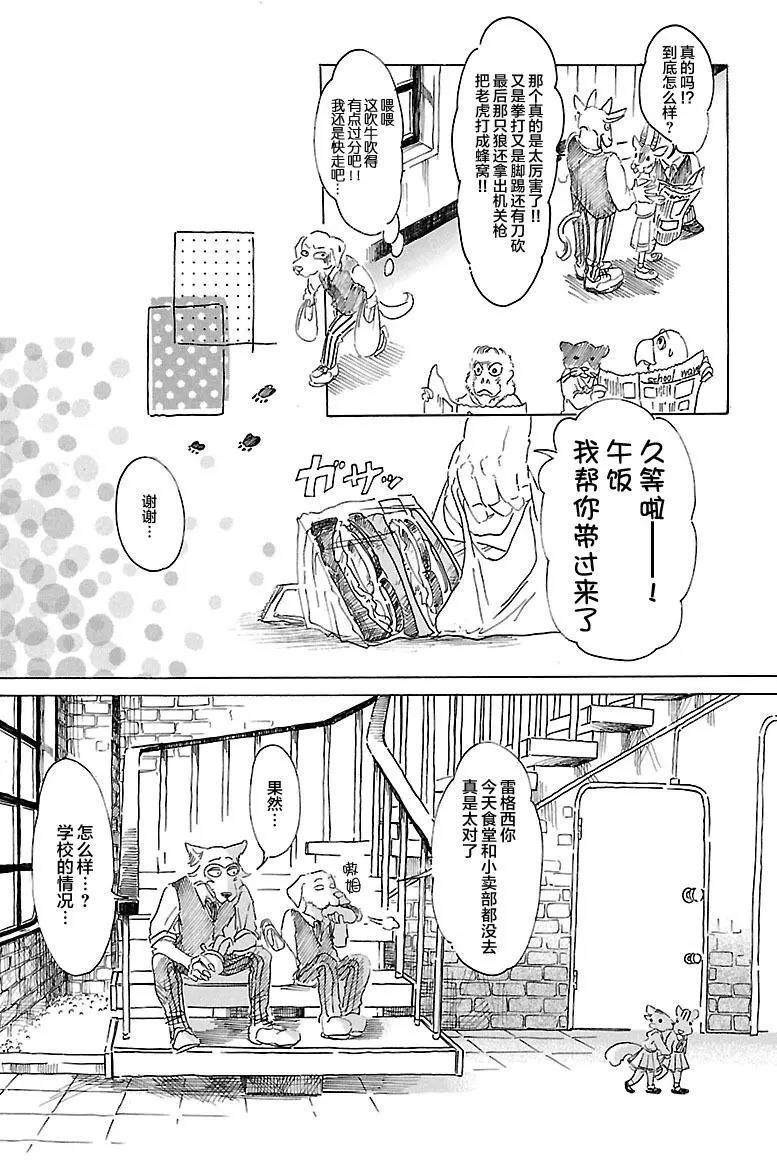 真的吗!?
到底怎么样？
那个真的是太厉害了!!
又是拳打又是脚踢还有刀砍
最后那只狼还拿出机关枪
把老虎打成蜂窝!!
喂喂
这吹牛吹得
有点过分吧!!
我还是快走吧…
school news
久等啦——！
午饭
我帮你带过来了
ガサッ
谢谢…
雷格西你
今天食堂和小卖部都没去
真是太对了
果然…
嗷姆
怎么样…？
学校的情况…